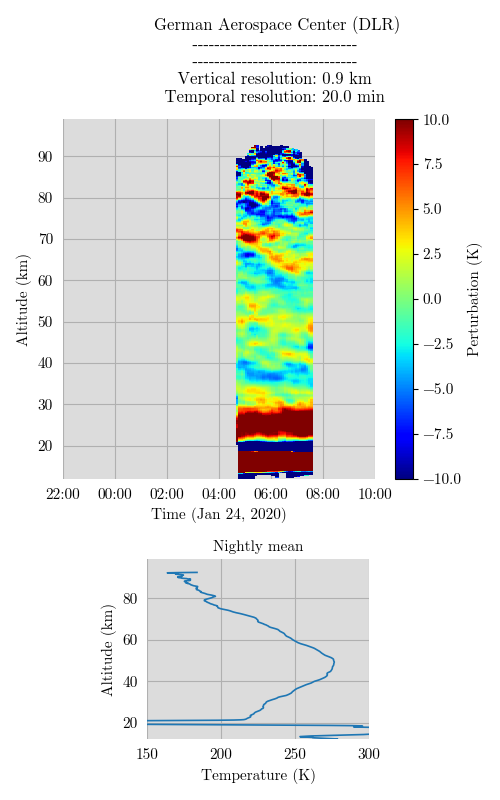 German Aerospace Center (DLR)
------------------------------
------------------------------
Vertical resolution: 0.9 km
Temporal resolution: 20.0 min
90
80
70
60
50
40
30
20
Altitude (km)
22:00 00:00 02:00 04:00 06:00 08:00 10:00
Time (Jan 24, 2020)
10.0
7.5
5.0
2.5
0.0
−2.5
−5.0
−7.5
−10.0
Perturbation (K)
Nightly mean
80
60
40
20
Altitude (km)
150 200 250 300
Temperature (K)